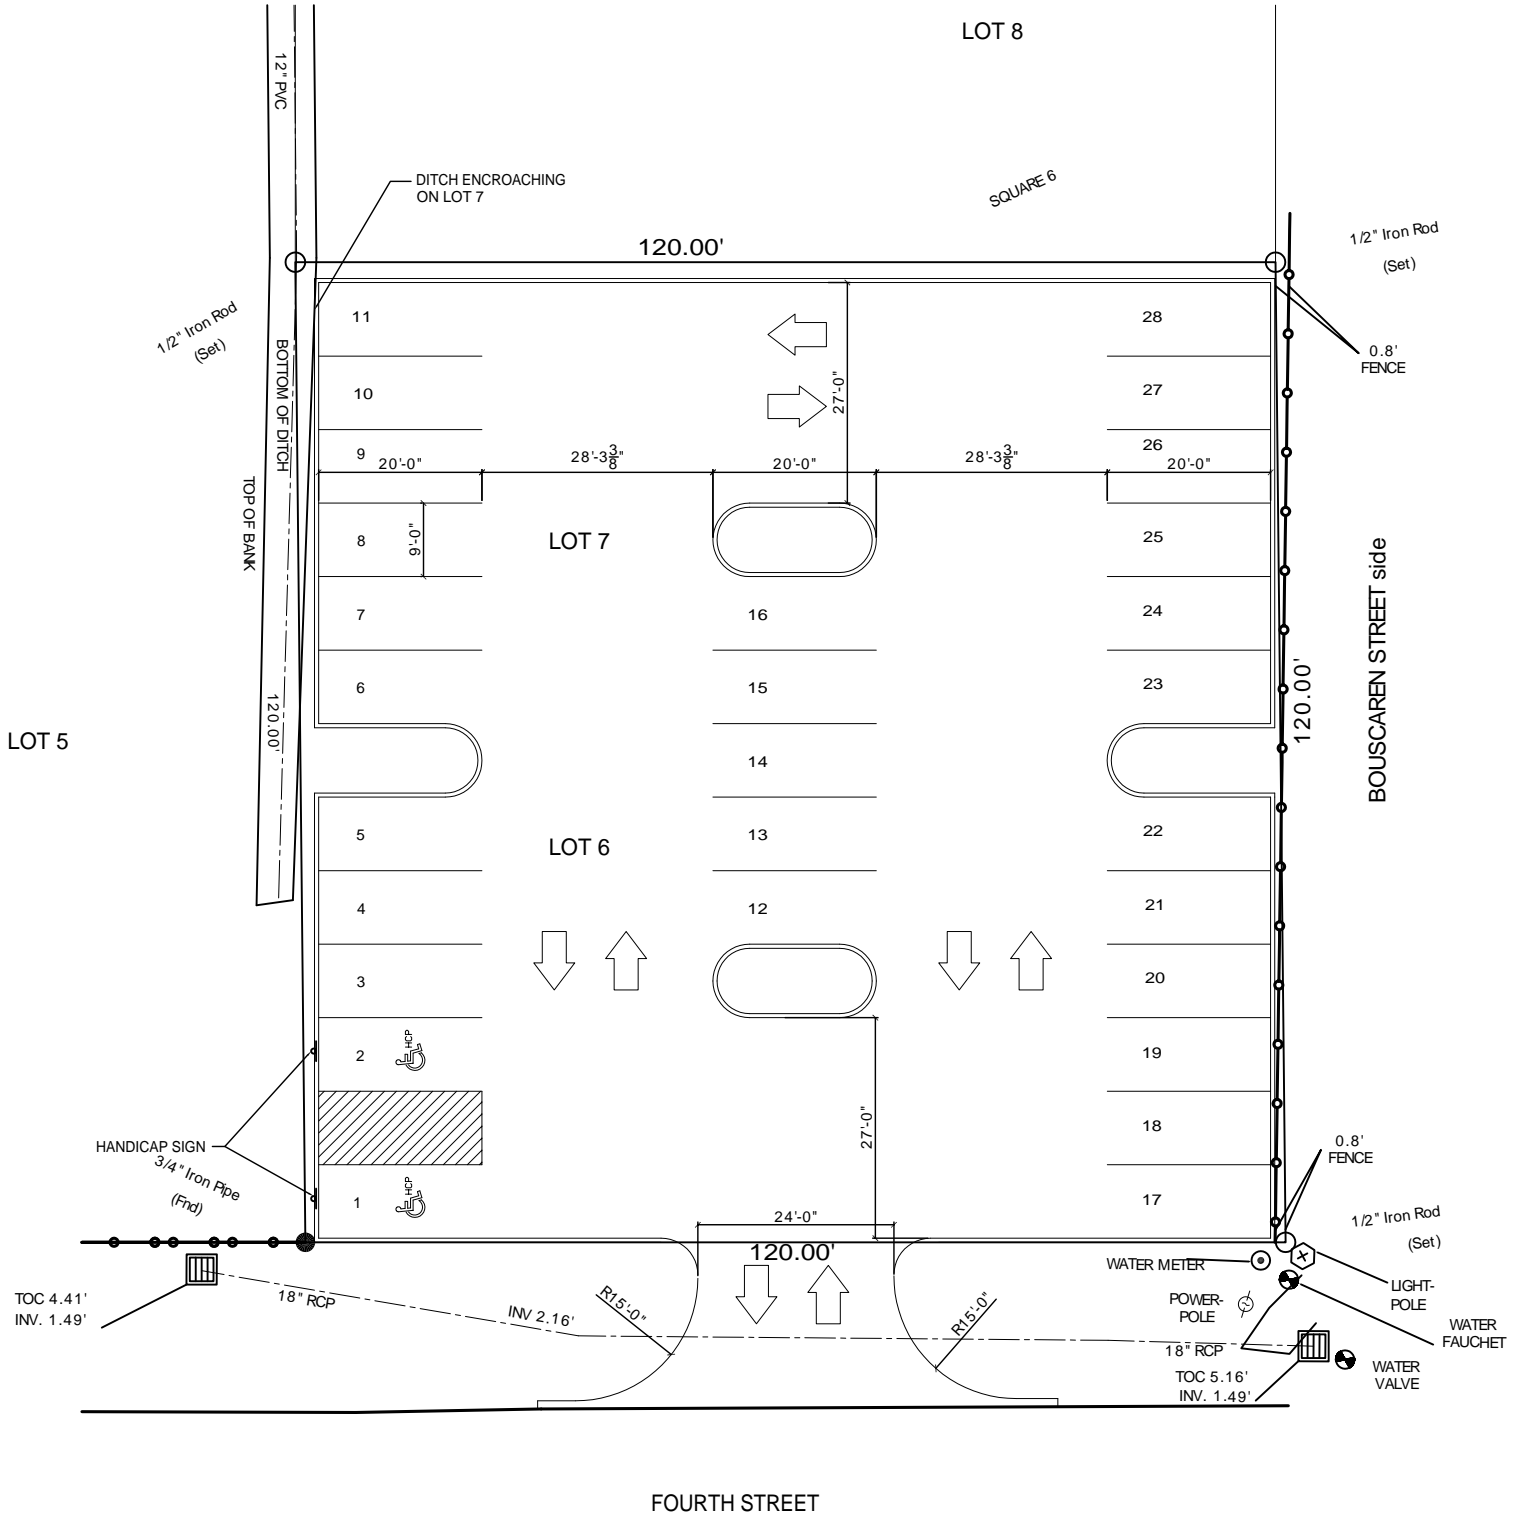 LOT 8
12" PVC
DITCH ENCROACHING
ON LOT 7
SQUARE 6
1/2" Iron Rod
(Set)
120.00'
1/2" Iron Rod
(Set)
0.8'
FENCE
BOTTOM OF DITCH
TOP OF BANK
120.00'
11
10
9
8
7
6
5
4
3
2
HCP
1
HCP
20'-0"
28'-3 3/8"
20'-0"
28'-3 3/8"
20'-0"
27'-0"
9'-0"
LOT 7
16
15
14
13
12
LOT 6
28
27
26
25
24
23
22
21
20
19
18
17
LOT 5
120.00'
BOUSCAREN STREET side
27'-0"
HANDICAP SIGN
3/4" Iron Pipe
(Fnd)
0.8'
FENCE
1/2" Iron Rod
(Set)
24'-0"
120.00'
WATER METER
LIGHT-
POLE
POWER-
POLE
WATER
FAUCHET
TOC 4.41'
INV. 1.49'
18" RCP
INV 2.16'
R15'-0"
R15'-0"
18" RCP
TOC 5.16'
INV. 1.49'
WATER
VALVE
FOURTH STREET